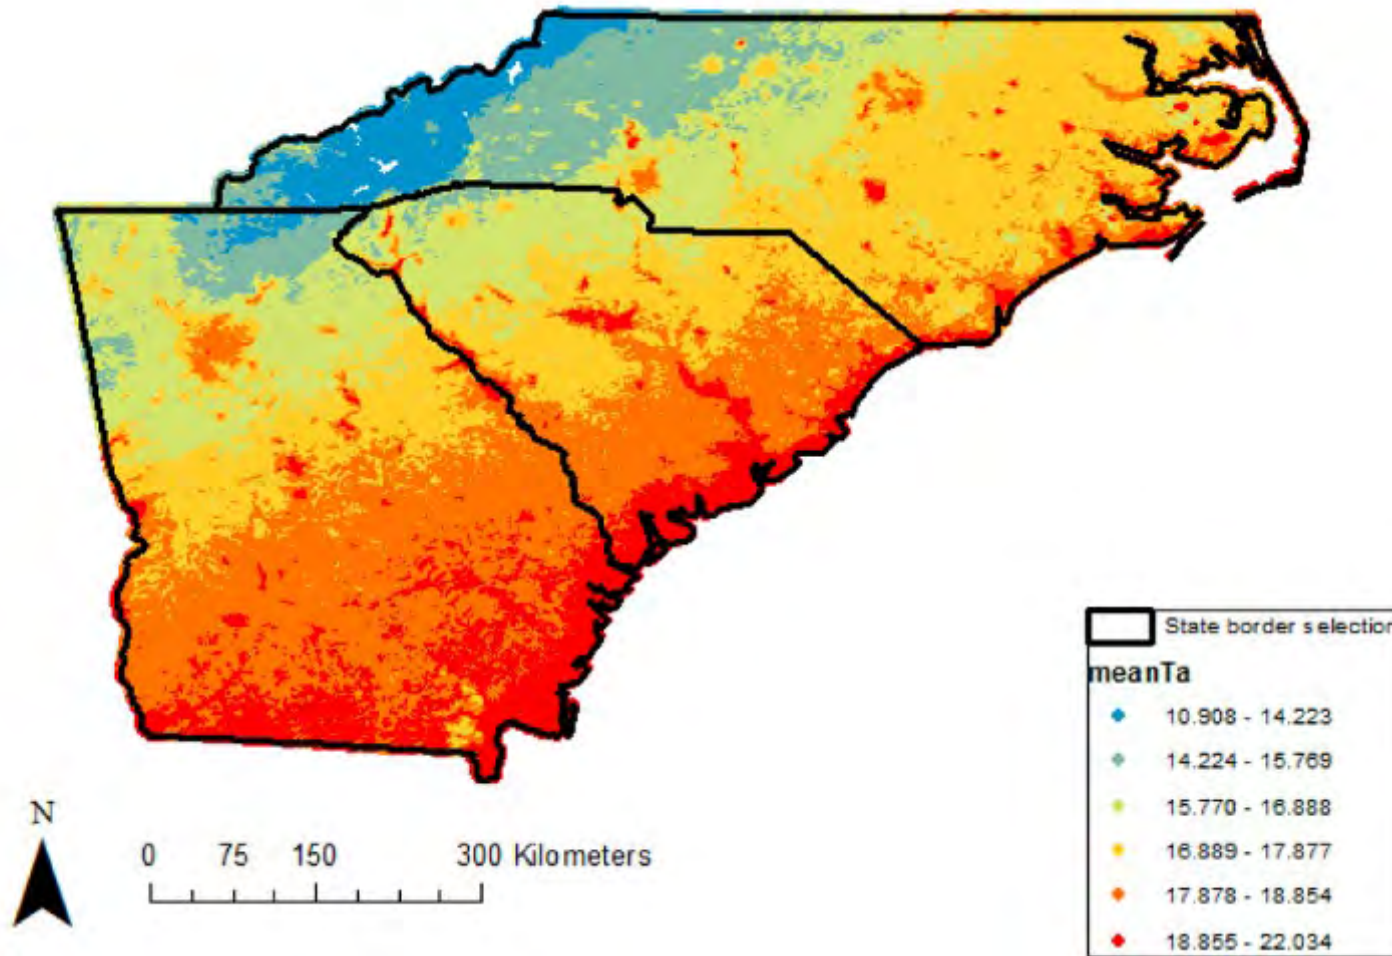 State border selection
meanTa
10.908 - 14.223
14.224 - 15.769
15.770 - 16.888
16.889 - 17.877
17.878 - 18.854
18.855 - 22.034
N
0 75 150 300 Kilometers